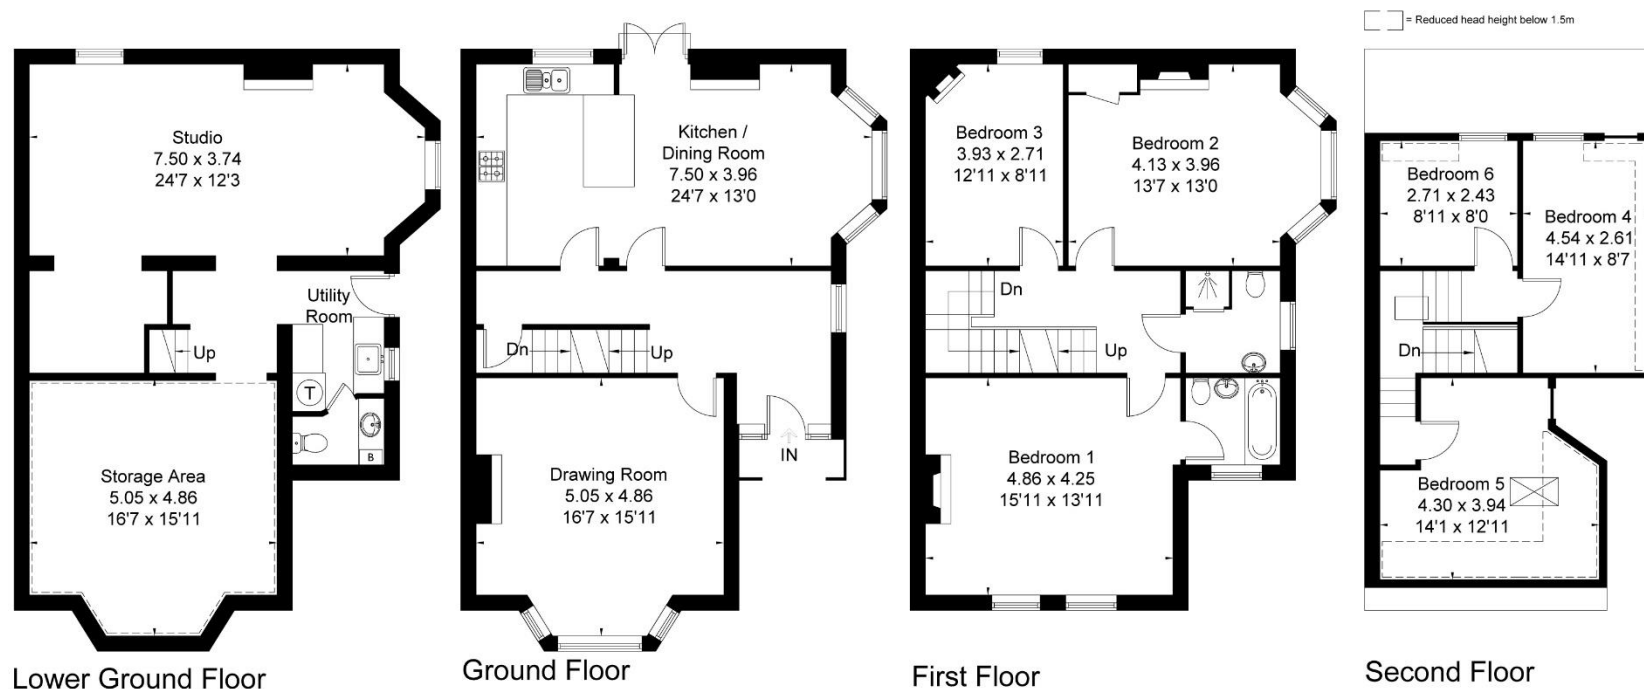 = Reduced head height below 1.5m
Studio
7.50 x 3.74
24'7 x 12'3
Utility
Room
Up
T
B
Storage Area
5.05 x 4.86
16'7 x 15'11
Lower Ground Floor
Kitchen /
Dining Room
7.50 x 3.96
24'7 x 13'0
Dn
Up
IN
Drawing Room
5.05 x 4.86
16'7 x 15'11
Ground Floor
Bedroom 3
3.93 x 2.71
12'11 x 8'11
Bedroom 2
4.13 x 3.96
13'7 x 13'0
Dn
Up
Bedroom 1
4.86 x 4.25
15'11 x 13'11
First Floor
Bedroom 6
2.71 x 2.43
8'11 x 8'0
Bedroom 4
4.54 x 2.61
14'11 x 8'7
Dn
Bedroom 5
4.30 x 3.94
14'1 x 12'11
Second Floor